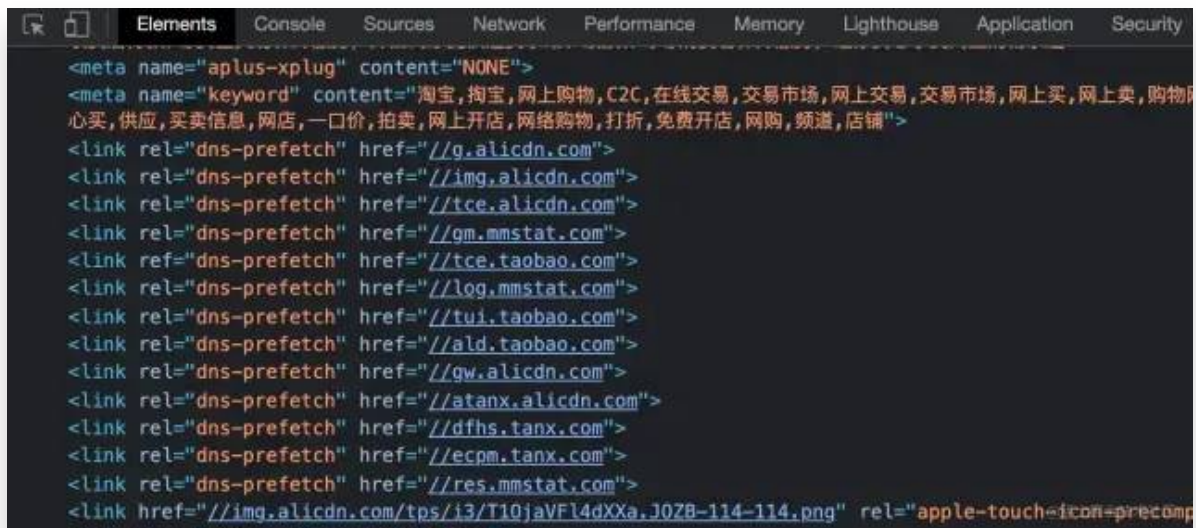 Elements Console Sources Network Performance Memory Lighthouse Application Security
<meta name="aplus-xplug" content="NONE">
<meta name="keyword" content="淘宝,掏宝,网上购物,C2C,在线交易,交易市场,网上交易,交易市场,网上买,网上卖,购物
心买,供应,买卖信息,网店,一口价,拍卖,网上开店,网络购物,打折,免费开店,网购,频道,店铺">
<link rel="dns-prefetch" href="//g.alicdn.com">
<link rel="dns-prefetch" href="//img.alicdn.com">
<link rel="dns-prefetch" href="//tce.alicdn.com">
<link rel="dns-prefetch" href="//gm.mmstat.com">
<link ref="dns-prefetch" href="//tce.taobao.com">
<link rel="dns-prefetch" href="//log.mmstat.com">
<link rel="dns-prefetch" href="//tui.taobao.com">
<link rel="dns-prefetch" href="//ald.taobao.com">
<link rel="dns-prefetch" href="//gw.alicdn.com">
<link rel="dns-prefetch" href="//atanx.alicdn.com">
<link rel="dns-prefetch" href="//dfhs.tanx.com">
<link rel="dns-prefetch" href="//ecpm.tanx.com">
<link rel="dns-prefetch" href="//res.mmstat.com">
<link href="//img.alicdn.com/tps/i3/T1OjaVFl4dXXa.JOZB-114-114.png" rel="apple-touch-icon-precomp